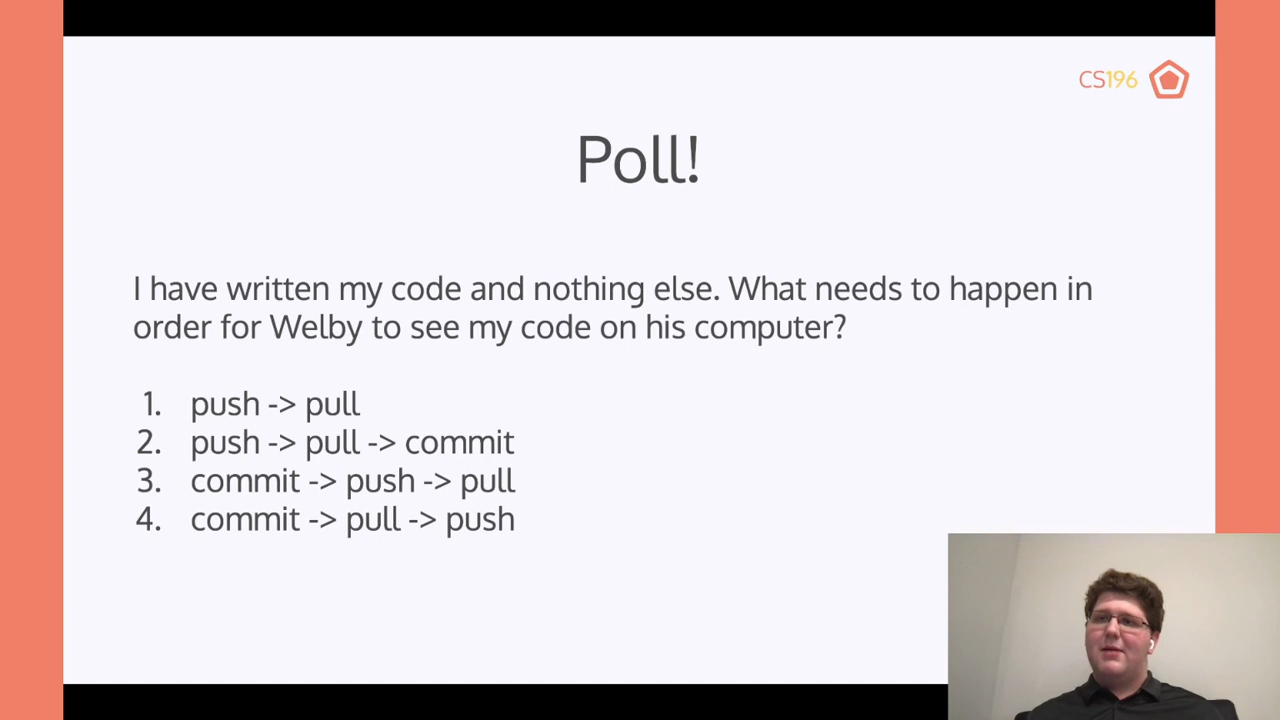 CS196
Poll!
I have written my code and nothing else. What needs to happen in
order for Welby to see my code on his computer?
1. push -> pull
2. push -> pull -> commit
3. commit -> push -> pull
4. commit -> pull -> push